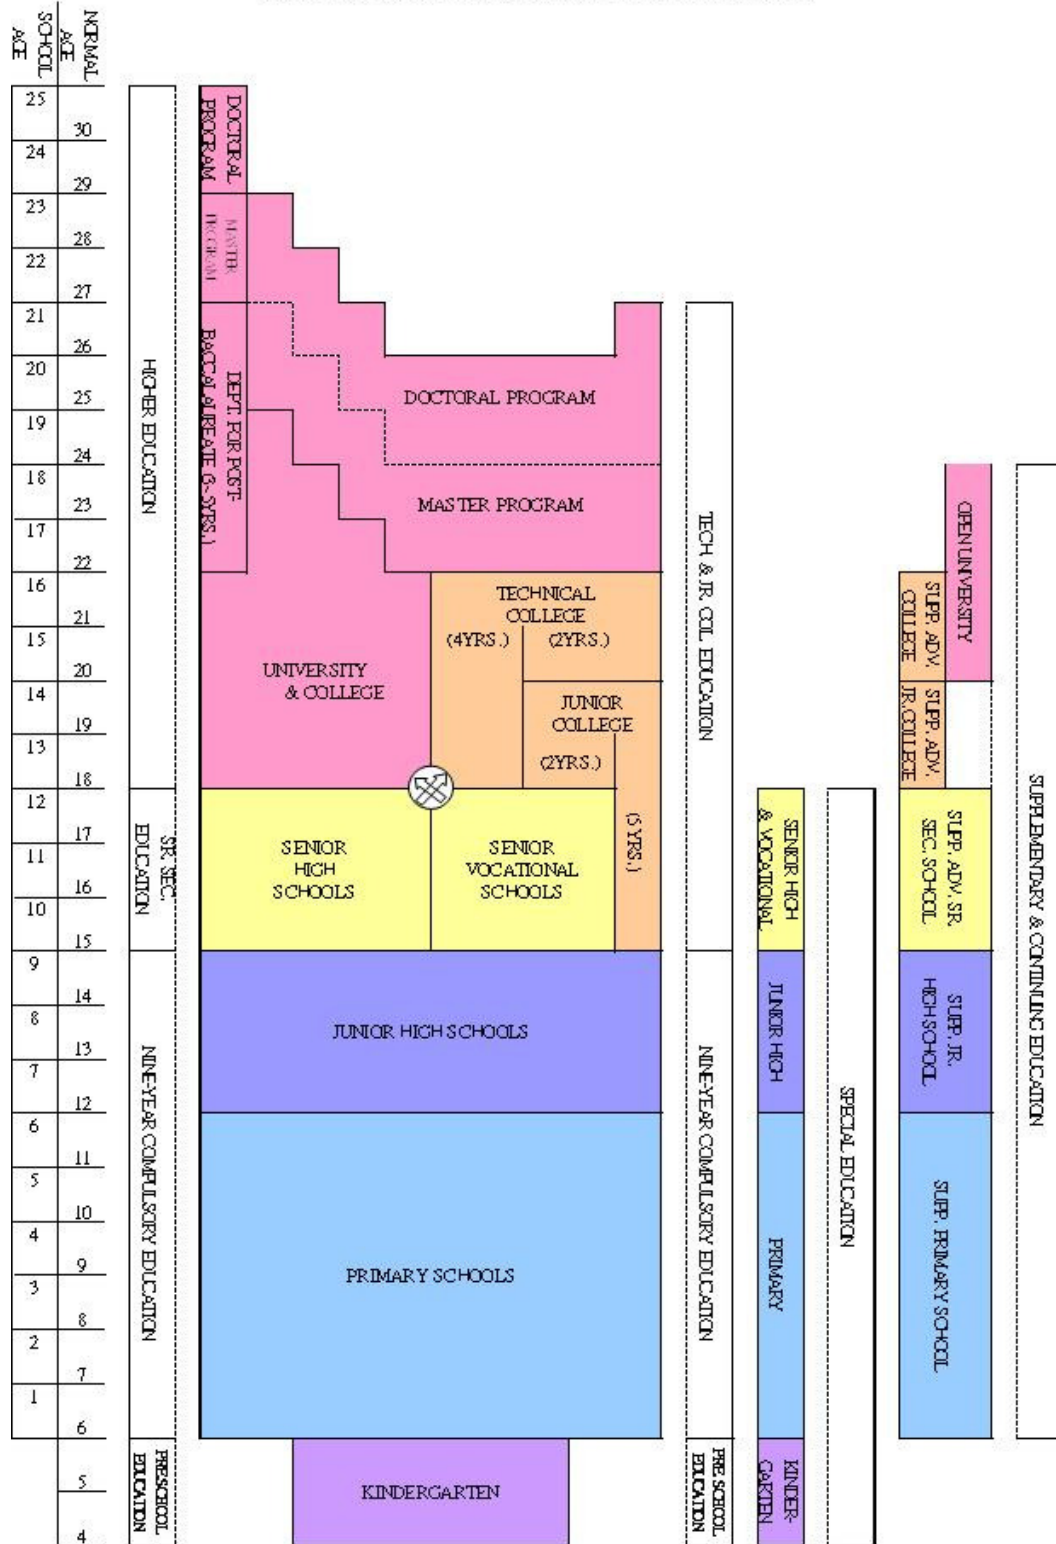 NORMAL
AGE
SCHOOL
AGE
25
24
23
22
21
20
19
18
17
16
15
14
13
12
11
10
9
8
7
6
5
4
3
2
1
30
29
28
27
26
25
24
23
22
21
20
19
18
17
16
15
14
13
12
11
10
9
8
7
6
5
4
HIGHER EDUCATION
SR. SEC.
EDUCATION
NINE-YEAR COMPULSORY EDUCATION
PRESCHOOL
EDUCATION
DOCTORAL
PROGRAM
MASTER
PROGRAM
DEPT. FOR POST-
BACCALAUREATE (3~5YRS.)
DOCTORAL PROGRAM
MASTER PROGRAM
UNIVERSITY
& COLLEGE
TECHNICAL
COLLEGE
(4YRS.)
(2YRS.)
JUNIOR
COLLEGE
(2YRS.)
(5YRS.)
SENIOR
HIGH
SCHOOLS
SENIOR
VOCATIONAL
SCHOOLS
JUNIOR HIGH SCHOOLS
PRIMARY SCHOOLS
KINDERGARTEN
TECH. & JR. COL. EDUCATION
NINE-YEAR COMPULSORY EDUCATION
PRE SCHOOL
EDUCATION
SENIOR HIGH
& VOCATIONAL
JUNIOR HIGH
PRIMARY
KINDER-
GARTEN
SPECIAL EDUCATION
OPEN UNIVERSITY
SUPP. ADV.
COLLEGE
SUPP. ADV.
JR. COLLEGE
SUPP. ADV. SR.
SEC. SCHOOL
SUPP. JR.
HIGH SCHOOL
SUPP. PRIMARY SCHOOL
SUPPLEMENTARY & CONTINUING EDUCATION